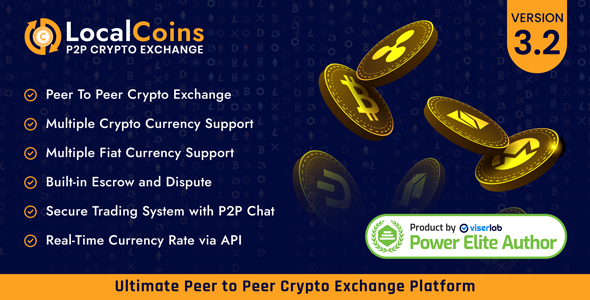 LocalCoins
P2P CRYPTO EXCHANGE
VERSION
3.2
Peer To Peer Crypto Exchange
Multiple Crypto Currency Support
Multiple Fiat Currency Support
Built-in Escrow and Dispute
Secure Trading System with P2P Chat
Real-Time Currency Rate via API
Product by viserlab
Power Elite Author
Ultimate Peer to Peer Crypto Exchange Platform